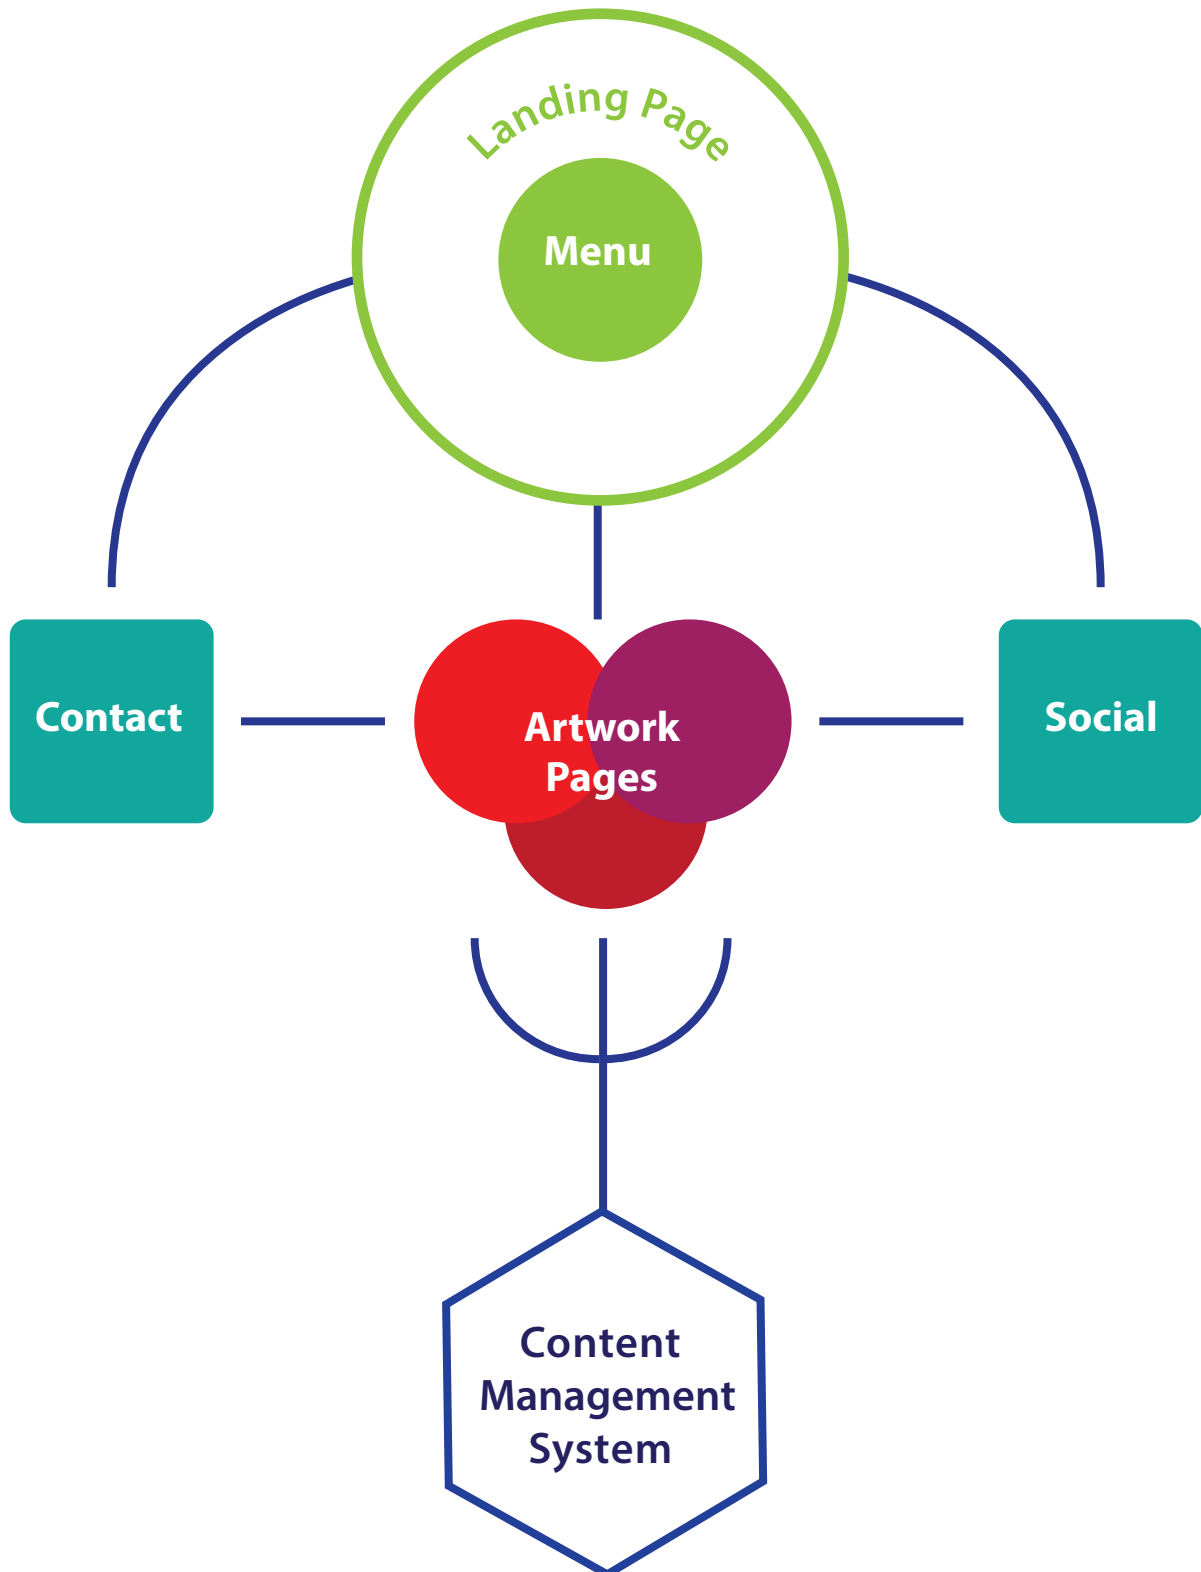 Landing Page
Menu
Contact
Artwork
Pages
Social
Content
Management
System